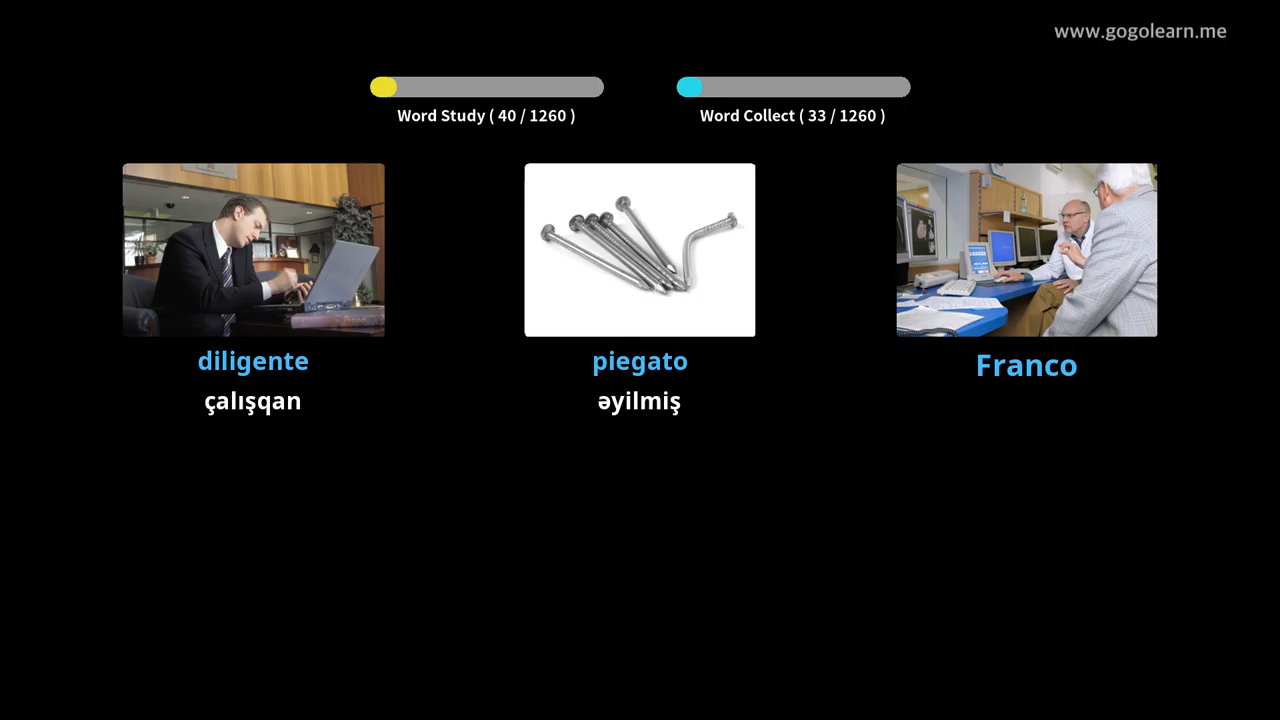 www.gogolearn.me
Word Study ( 40 / 1260 )
Word Collect ( 33 / 1260 )
diligente
piegato
Franco
çalışqan
əyilmiş